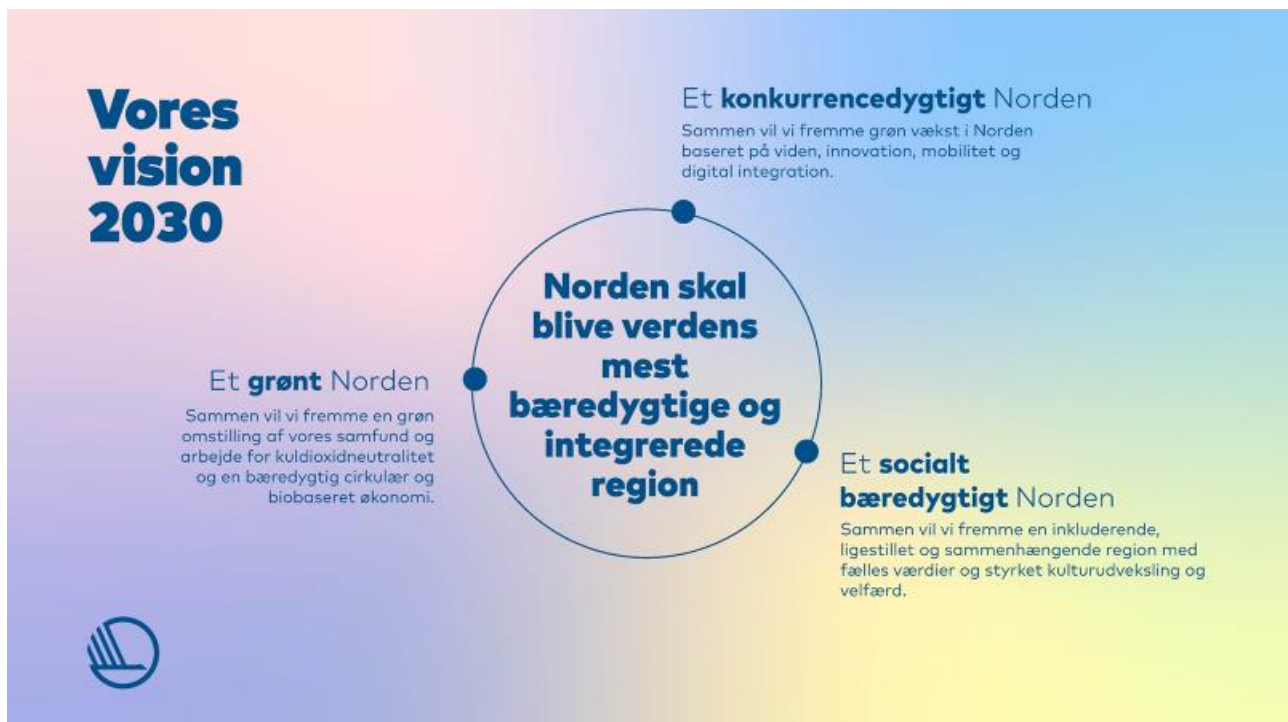 Vores
vision
2030
Et konkurrencedygtigt Norden
Sammen vil vi fremme grøn vækst i Norden
baseret på viden, innovation, mobilitet og
digital integration.
Norden skal
blive verdens
mest
bæredygtige og
integrerede
region
Et grønt Norden
Sammen vil vi fremme en grøn
omstilling af vores samfund og
arbejde for kuldioxidneutralitet
og en bæredygtig cirkulær og
biobaseret økonomi.
Et socialt
bæredygtigt Norden
Sammen vil vi fremme en inkluderende,
ligestillet og sammenhængende region med
fælles værdier og styrket kulturudveksling og
velfærd.